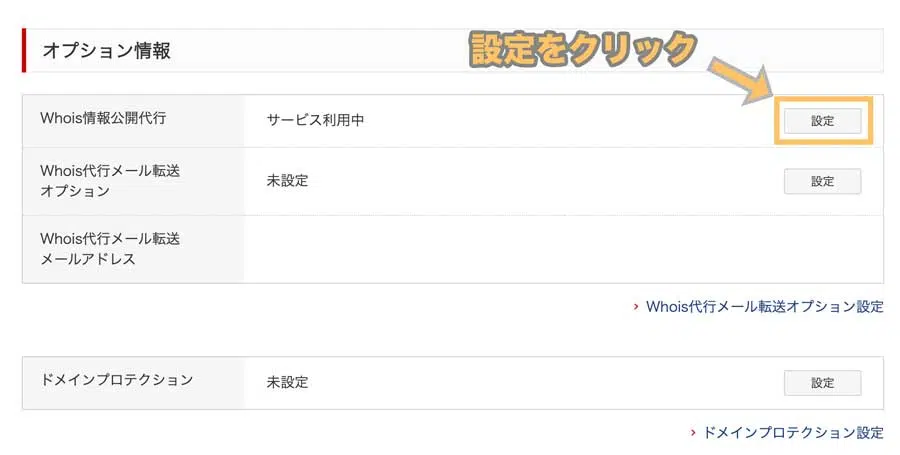 オプション情報
設定をクリック
Whois情報公開代行
サービス利用中
設定
Whois代行メール転送
オプション
未設定
設定
Whois代行メール転送
メールアドレス
› Whois代行メール転送オプション設定
ドメインプロテクション
未設定
設定
› ドメインプロテクション設定